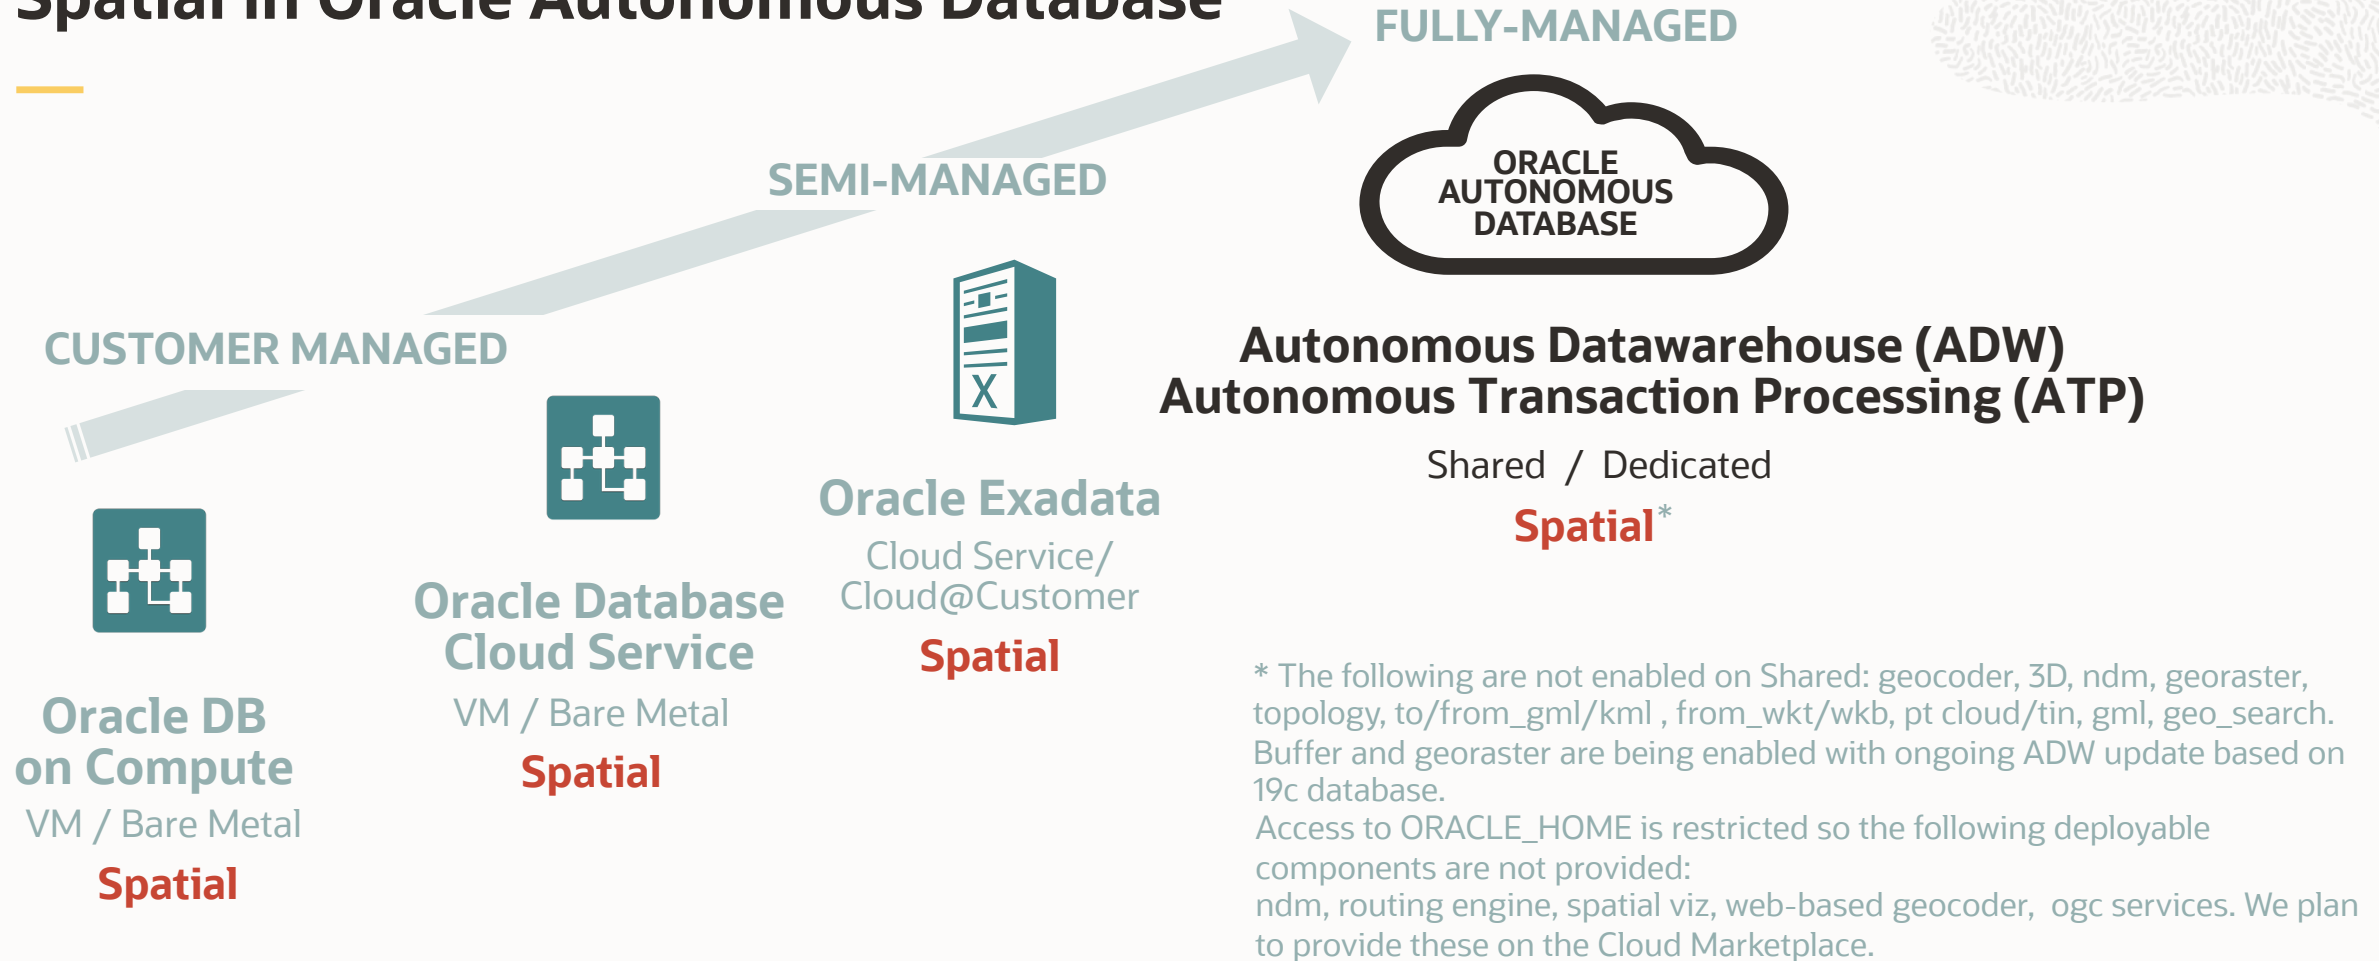 Spatial in Oracle Autonomous Database
FULLY-MANAGED
ORACLE
AUTONOMOUS
DATABASE
SEMI-MANAGED
CUSTOMER MANAGED
X
Autonomous Datawarehouse (ADW)
Autonomous Transaction Processing (ATP)
Shared / Dedicated
Spatial*
Oracle Exadata
Cloud Service/
Cloud@Customer
Spatial
Oracle Database
Cloud Service
VM / Bare Metal
Spatial
Oracle DB
on Compute
VM / Bare Metal
Spatial
* The following are not enabled on Shared: geocoder, 3D, ndm, georaster,
topology, to/from_gml/kml , from_wkt/wkb, pt cloud/tin, gml, geo_search.
Buffer and georaster are being enabled with ongoing ADW update based on
19c database.
Access to ORACLE_HOME is restricted so the following deployable
components are not provided:
ndm, routing engine, spatial viz, web-based geocoder, ogc services. We plan
to provide these on the Cloud Marketplace.